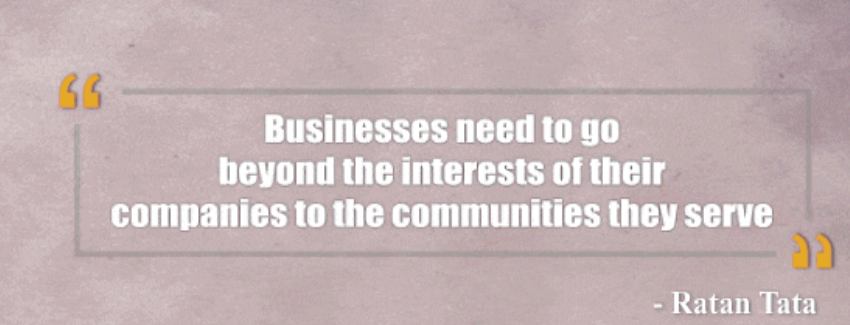 “
Businesses need to go
beyond the interests of their
companies to the communities they serve
”
- Ratan Tata